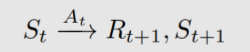 $S_t \xrightarrow{A_t} R_{t+1}, S_{t+1}$